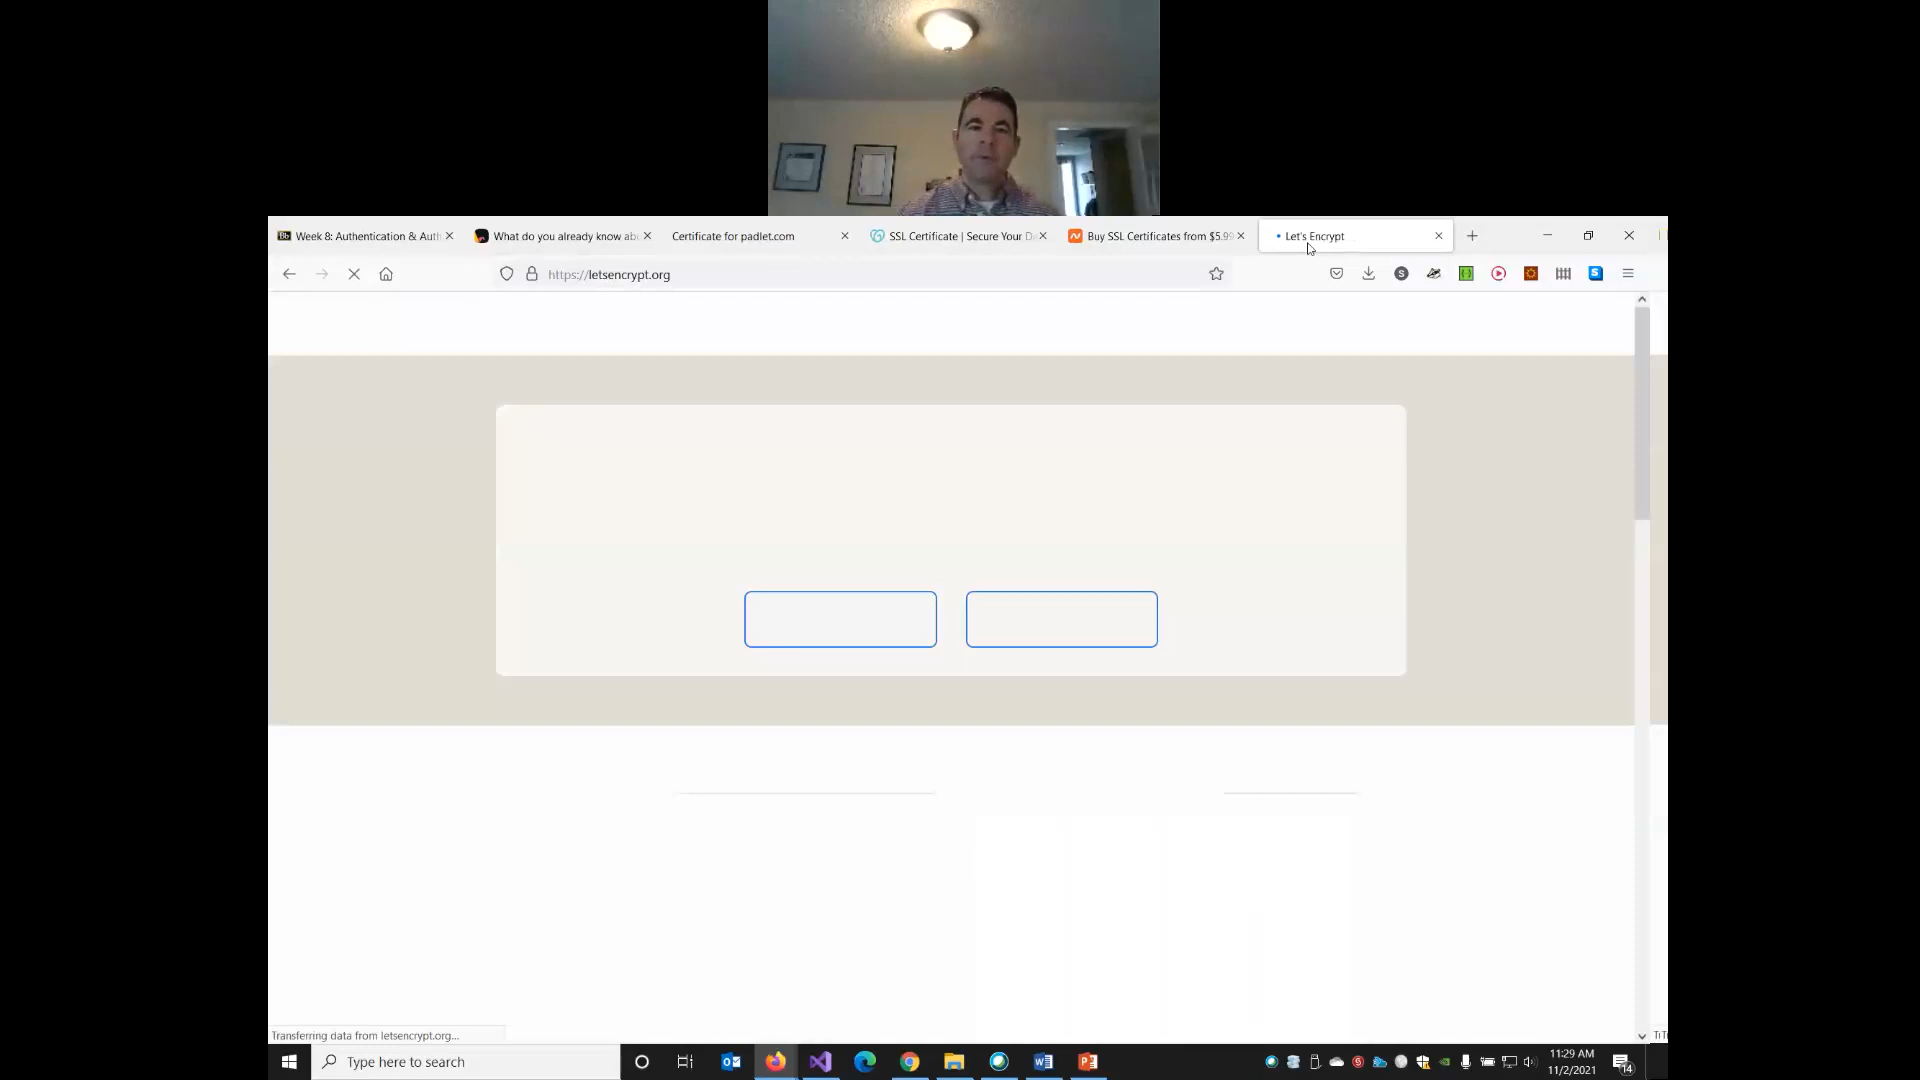 Week 8: Authentication & Auth
What do you already know ab
Certificate for padlet.com
SSL Certificate | Secure Your D
Buy SSL Certificates from $5.99
Let's Encrypt
https://letsencrypt.org
Transferring data from letsencrypt.org...
Type here to search
11:29 AM
11/2/2021
14